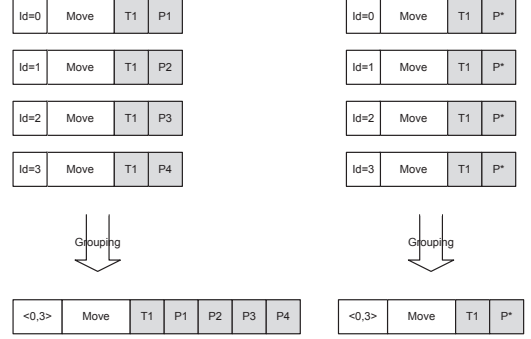 Id=0 Move T1 P1 Id=0 Move T1 P*
Id=1 Move T1 P2 Id=1 Move T1 P*
Id=2 Move T1 P3 Id=2 Move T1 P*
Id=3 Move T1 P4 Id=3 Move T1 P*
Grouping Grouping
<0,3> Move T1 P1 P2 P3 P4 <0,3> Move T1 P*